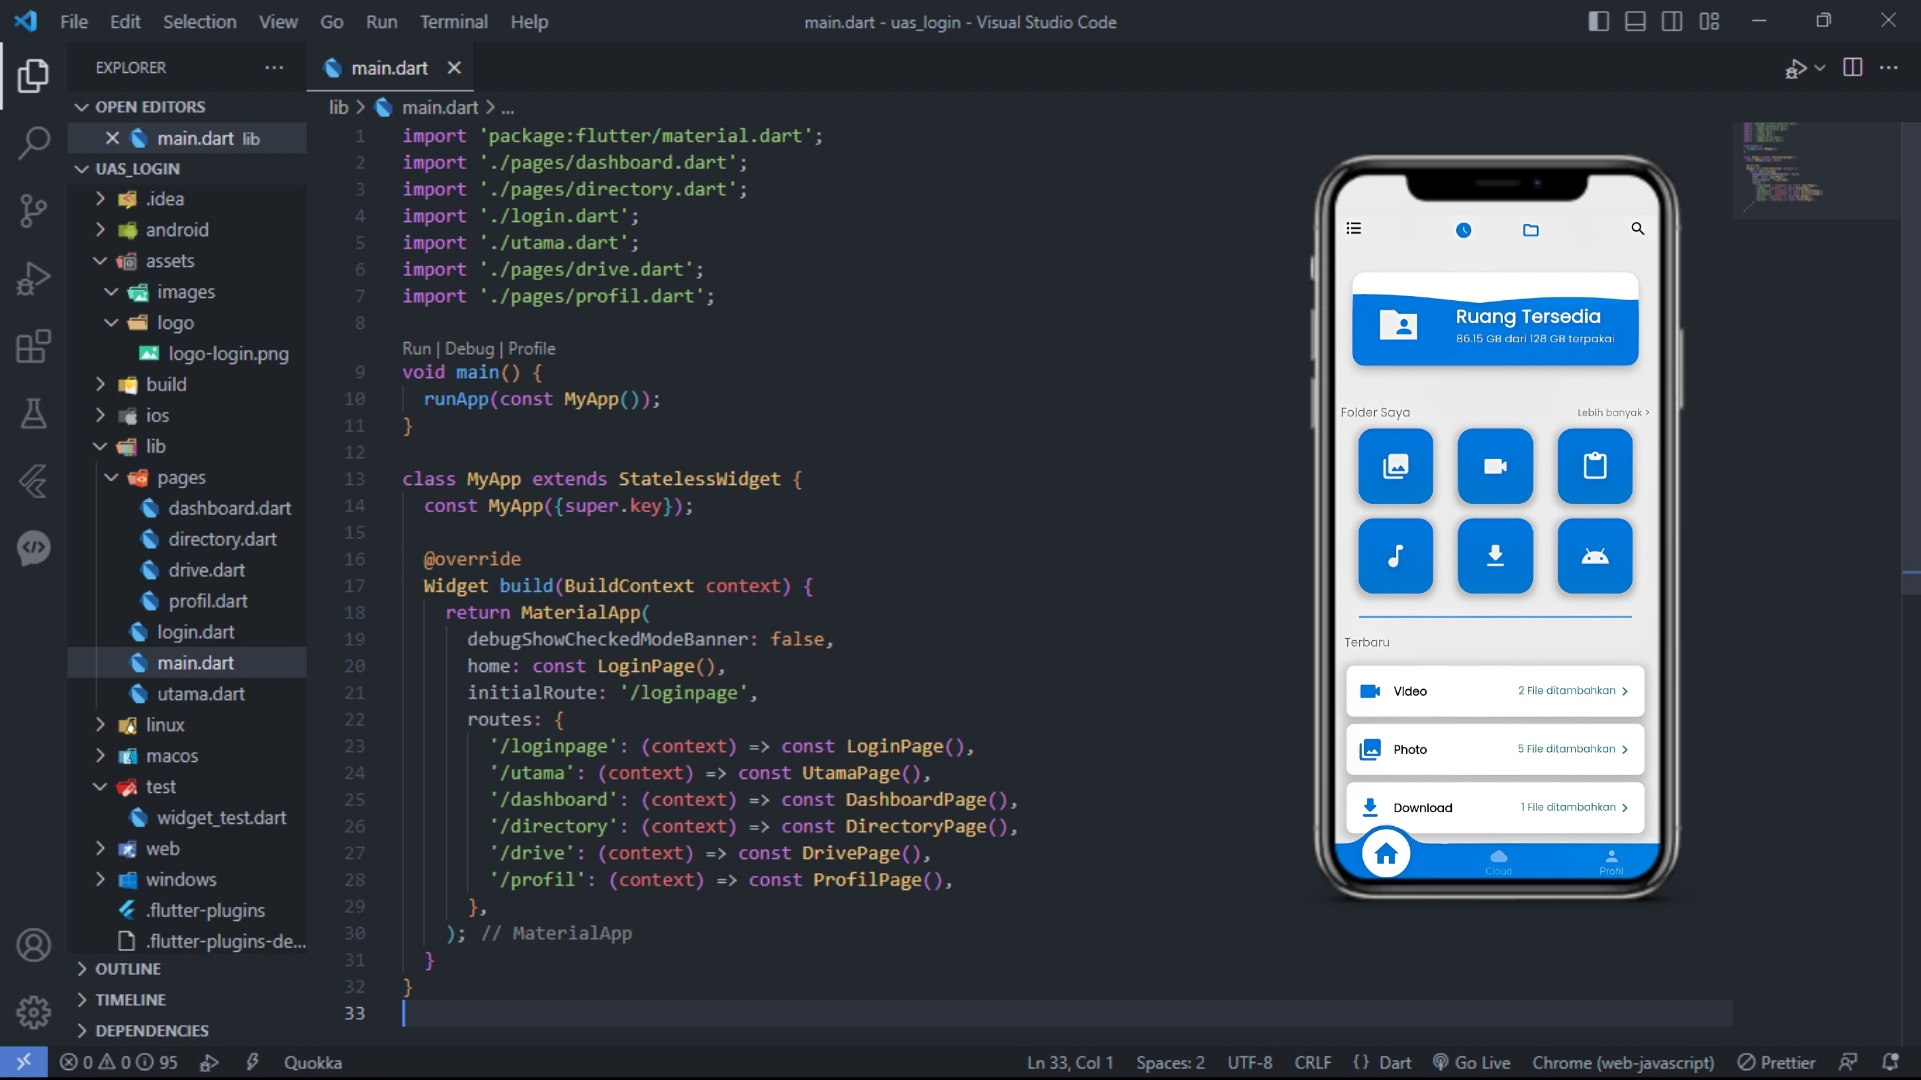 File Edit Selection View Go Run Terminal Help
main.dart - uas_login - Visual Studio Code
EXPLORER
OPEN EDITORS
main.dart lib
UAS_LOGIN
.idea
android
assets
images
logo
logo-login.png
build
ios
lib
pages
dashboard.dart
directory.dart
drive.dart
profil.dart
login.dart
main.dart
utama.dart
linux
macos
test
widget_test.dart
web
windows
.flutter-plugins
.flutter-plugins-de...
OUTLINE
TIMELINE
DEPENDENCIES
main.dart
lib > main.dart > ...
1 import 'package:flutter/material.dart';
2 import './pages/dashboard.dart';
3 import './pages/directory.dart';
4 import './login.dart';
5 import './utama.dart';
6 import './pages/drive.dart';
7 import './pages/profil.dart';
8
Run | Debug | Profile
9 void main() {
10 runApp(const MyApp());
11 }
12
13 class MyApp extends StatelessWidget {
14 const MyApp({super.key});
15
16 @override
17 Widget build(BuildContext context) {
18 return MaterialApp(
19 debugShowCheckedModeBanner: false,
20 home: const LoginPage(),
21 initialRoute: '/loginpage',
22 routes: {
23 '/loginpage': (context) => const LoginPage(),
24 '/utama': (context) => const UtamaPage(),
25 '/dashboard': (context) => const DashboardPage(),
26 '/directory': (context) => const DirectoryPage(),
27 '/drive': (context) => const DrivePage(),
28 '/profil': (context) => const ProfilPage(),
29 },
30 ); // MaterialApp
31 }
32 }
33
Ruang Tersedia
86.15 GB dari 128 GB terpakai
Folder Saya Lebih banyak >
Terbaru
Video 2 File ditambahkan >
Photo 5 File ditambahkan >
Download 1 File ditambahkan >
Cloud Profil
0 0 95 Quokka
Ln 33, Col 1 Spaces: 2 UTF-8 CRLF {} Dart Go Live Chrome (web-javascript) Prettier